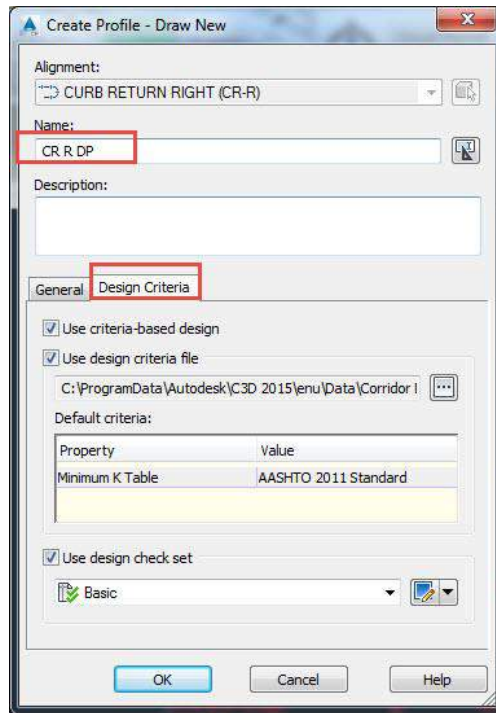 Create Profile - Draw New
Alignment:
CURB RETURN RIGHT (CR-R)
Name:
CR R DP
Description:
General Design Criteria
Use criteria-based design
Use design criteria file
C:\ProgramData\Autodesk\C3D 2015\enu\Data\Corridor
Default criteria:
Property Value
Minimum K Table AASHTO 2011 Standard
Use design check set
Basic
OK Cancel Help